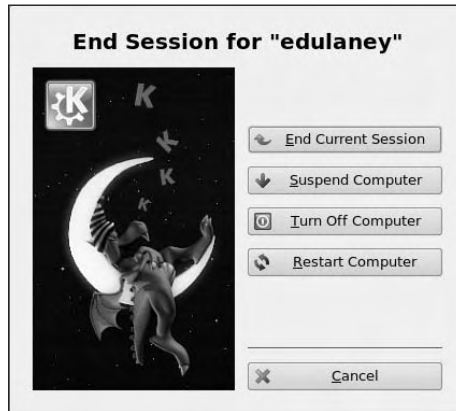 End Session for "edulaney"
K
K
K
K
K
End Current Session
Suspend Computer
Turn Off Computer
Restart Computer
Cancel